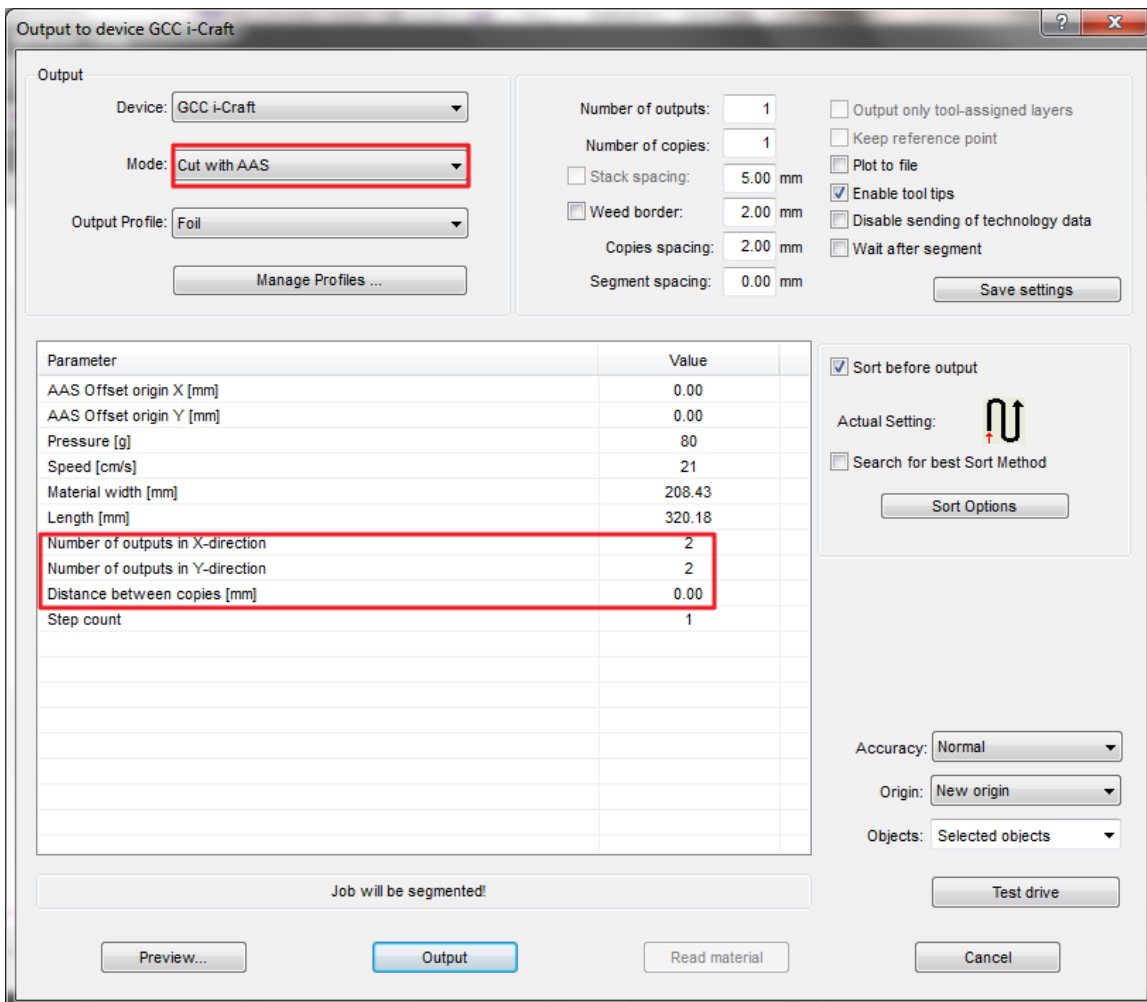 Output to device GCC i-Craft
Output
Device: GCC i-Craft
Mode: Cut with AAS
Output Profile: Foil
Manage Profiles ...
Number of outputs: 1
Number of copies: 1
Stack spacing: 5.00 mm
Weed border: 2.00 mm
Copies spacing: 2.00 mm
Segment spacing: 0.00 mm
Output only tool-assigned layers
Keep reference point
Plot to file
Enable tool tips
Disable sending of technology data
Wait after segment
Save settings
Parameter Value
AAS Offset origin X [mm] 0.00
AAS Offset origin Y [mm] 0.00
Pressure [g] 80
Speed [cm/s] 21
Material width [mm] 208.43
Length [mm] 320.18
Number of outputs in X-direction 2
Number of outputs in Y-direction 2
Distance between copies [mm] 0.00
Step count 1
Sort before output
Actual Setting:
Search for best Sort Method
Sort Options
Accuracy: Normal
Origin: New origin
Objects: Selected objects
Job will be segmented!
Test drive
Preview...
Output
Read material
Cancel